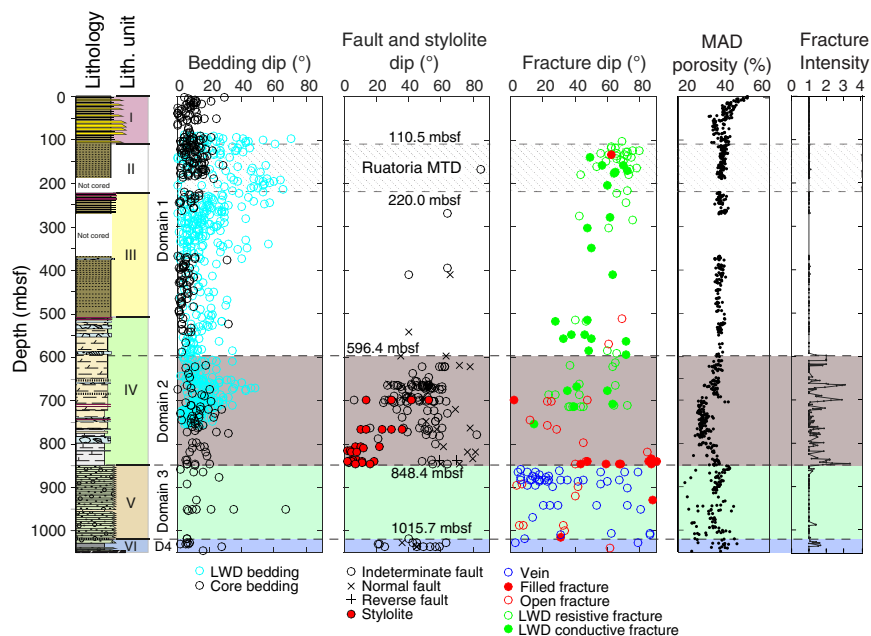 Lithology
Lith. unit
Bedding dip (°)
Fault and stylolite
dip (°)
Fracture dip (°)
MAD
porosity (%)
Fracture
Intensity
0 20 40 60 80
0 20 40 60 80
0 20 40 60 80
20 40 60
0 1 2 3 4
Depth (mbsf)
0
100
200
300
400
500
600
700
800
900
1000
I
II
III
IV
V
VI
Not cored
Not cored
Domain 1
Domain 2
Domain 3
D4
110.5 mbsf
Ruatoria MTD
220.0 mbsf
596.4 mbsf
848.4 mbsf
1015.7 mbsf
LWD bedding
Core bedding
Indeterminate fault
Normal fault
Reverse fault
Stylolite
Vein
Filled fracture
Open fracture
LWD resistive fracture
LWD conductive fracture